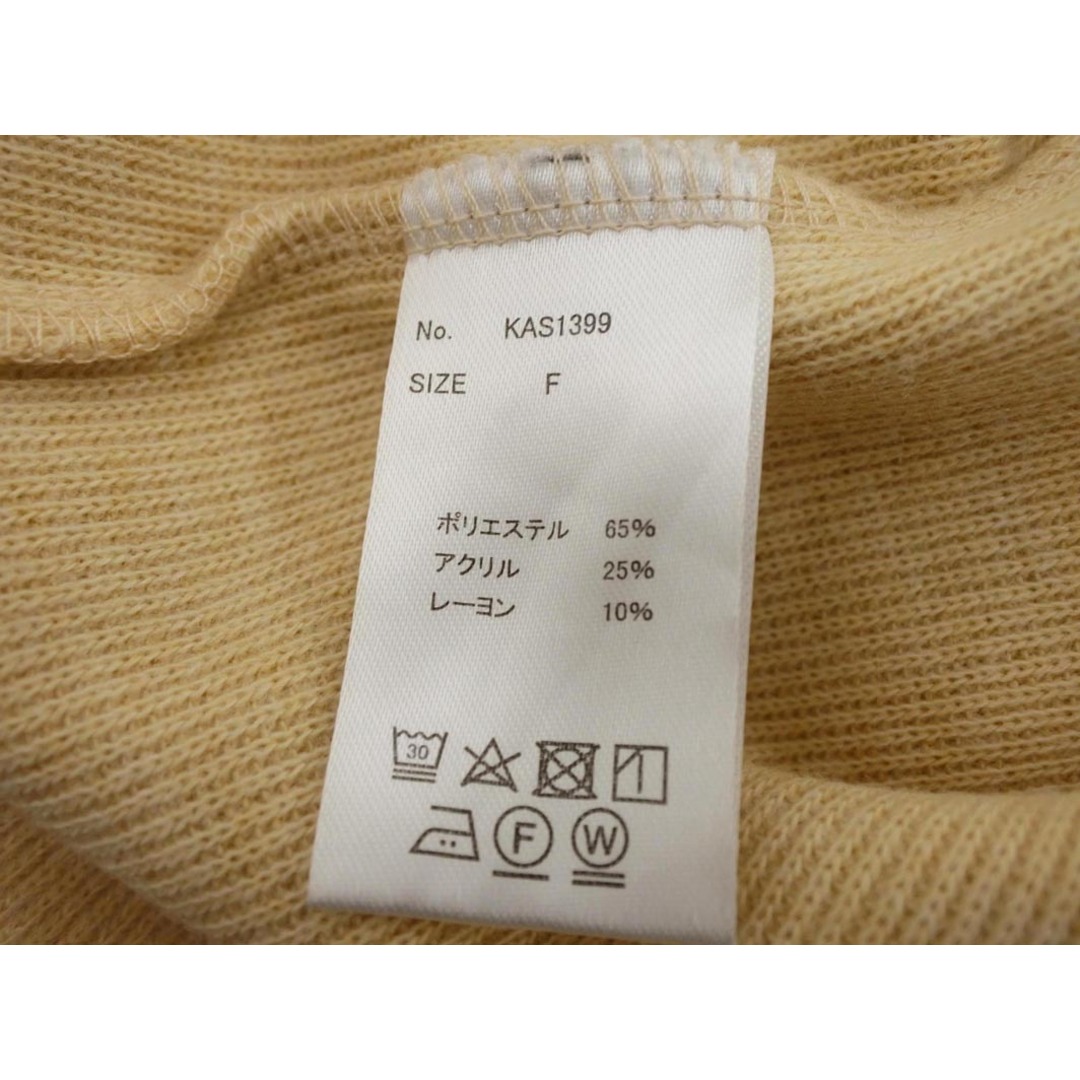 No. KAS1399
SIZE F
ポリエステル 65%
アクリル 25%
レーヨン 10%
30
F W